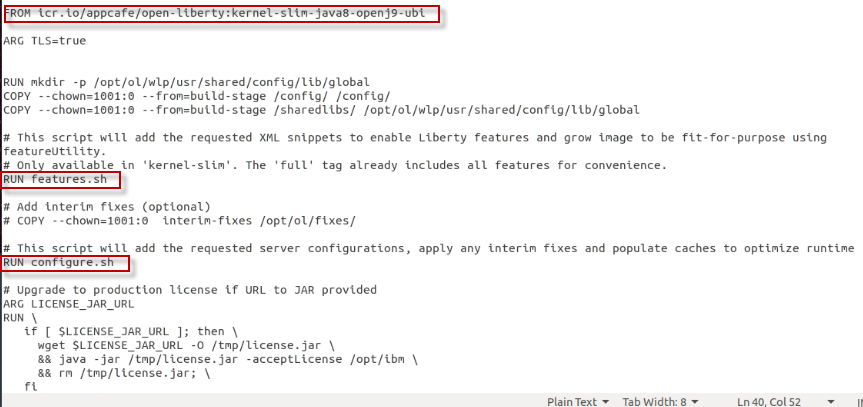 FROM icr.io/appcafe/open-liberty:kernel-slim-java8-openj9-ubi
ARG TLS=true
RUN mkdir -p /opt/ol/wlp/usr/shared/config/lib/global
COPY --chown=1001:0 --from=build-stage /config/ /config/
COPY --chown=1001:0 --from=build-stage /sharedlibs/ /opt/ol/wlp/usr/shared/config/lib/global
# This script will add the requested XML snippets to enable Liberty features and grow image to be fit-for-purpose using
featureUtility.
# Only available in 'kernel-slim'. The 'full' tag already includes all features for convenience.
RUN features.sh
# Add interim fixes (optional)
# COPY --chown=1001:0  interim-fixes /opt/ol/fixes/
# This script will add the requested server configurations, apply any interim fixes and populate caches to optimize runtime
RUN configure.sh
# Upgrade to production license if URL to JAR provided
ARG LICENSE_JAR_URL
RUN \
   if [ $LICENSE_JAR_URL ]; then \
     wget $LICENSE_JAR_URL -O /tmp/license.jar \
     && java -jar /tmp/license.jar -acceptLicense /opt/ibm \
     && rm /tmp/license.jar; \
   fi
Plain Text Tab Width: 8 Ln 40, Col 52